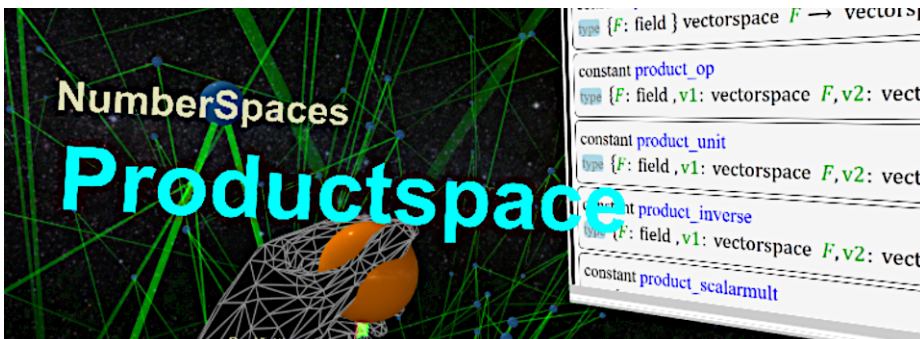 NumberSpaces
Productspace
type {F: field } vectorspace F → vectorsp
constant product_op
type {F: field ,v1: vectorspace F,v2: vect
constant product_unit
type {F: field ,v1: vectorspace F,v2: vect
constant product_inverse
type {F: field ,v1: vectorspace F,v2: vect
constant product_scalarmult